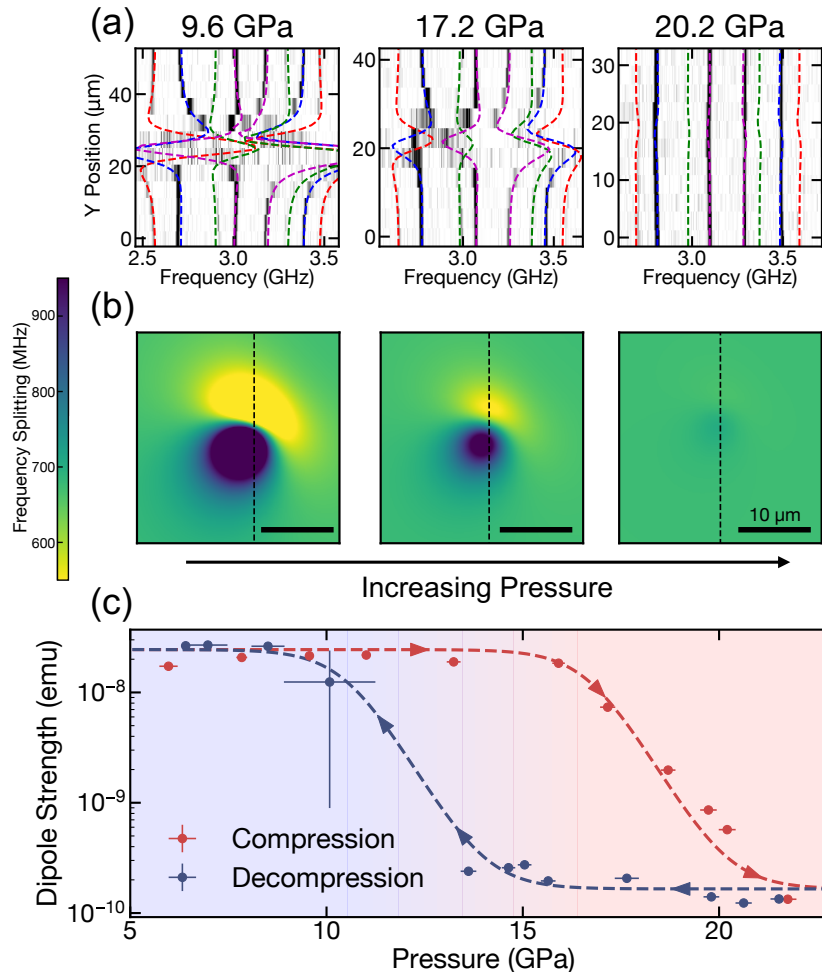 (a)
9.6 GPa
17.2 GPa
20.2 GPa
Y Position (μm)
40
20
0
40
30
20
10
0
30
20
10
0
2.5
3.0
3.5
3.0
3.5
3.0
3.5
Frequency (GHz)
Frequency (GHz)
Frequency (GHz)
(b)
Frequency Splitting (MHz)
900
800
700
600
10 μm
Increasing Pressure
(c)
Dipole Strength (emu)
10⁻⁸
10⁻⁹
10⁻¹⁰
Compression
Decompression
5
10
15
20
Pressure (GPa)